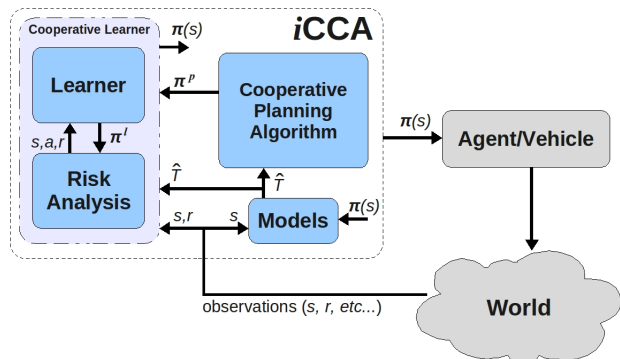 Cooperative Learner
π(s)
iCCA
Learner
π^p
Cooperative
Planning
Algorithm
π(s)
Agent/Vehicle
s,a,r
π^l
Risk
Analysis
T̂
T̂
s,r
s
Models
π(s)
observations (s, r, etc...)
World